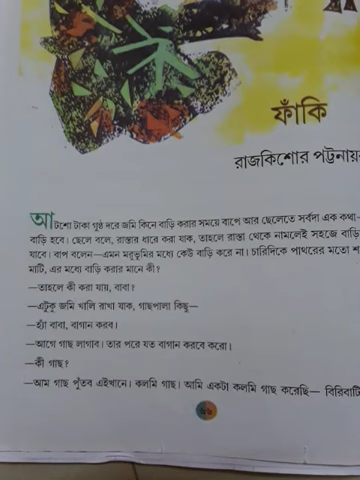 ফাঁকি
রাজকিশোর পট্টনায়ক
আটশো টাকা গুন্ঠ দরে জমি কিনে বাড়ি করার সময়ে বাপে আর ছেলেতে সর্বদা এক কথা—
বাড়ি হবে। ছেলে বলে, রাস্তার ধারে করা যাক, তাহলে রাস্তা থেকে নামলেই সহজে বাড়ি
যাবে। বাপ বলেন—এমন মরুভূমির মধ্যে কেউ বাড়ি করে না। চারিদিকে পাথরের মতো
মাটি, এর মধ্যে বাড়ি করার মানে কী?
—তাহলে কী করা যায়, বাবা?
—এটুকু জমি খালি রাখা যাক, গাছপালা কিছু—
—হ্যাঁ বাবা, বাগান করব।
—আগে গাছ লাগাব। তার পরে যত বাগান করবে করো।
—কী গাছ?
—আম গাছ পুঁতব এইখানে। কলমি গাছ। আমি একটা কলমি গাছ করেছি— বিরিবাটি